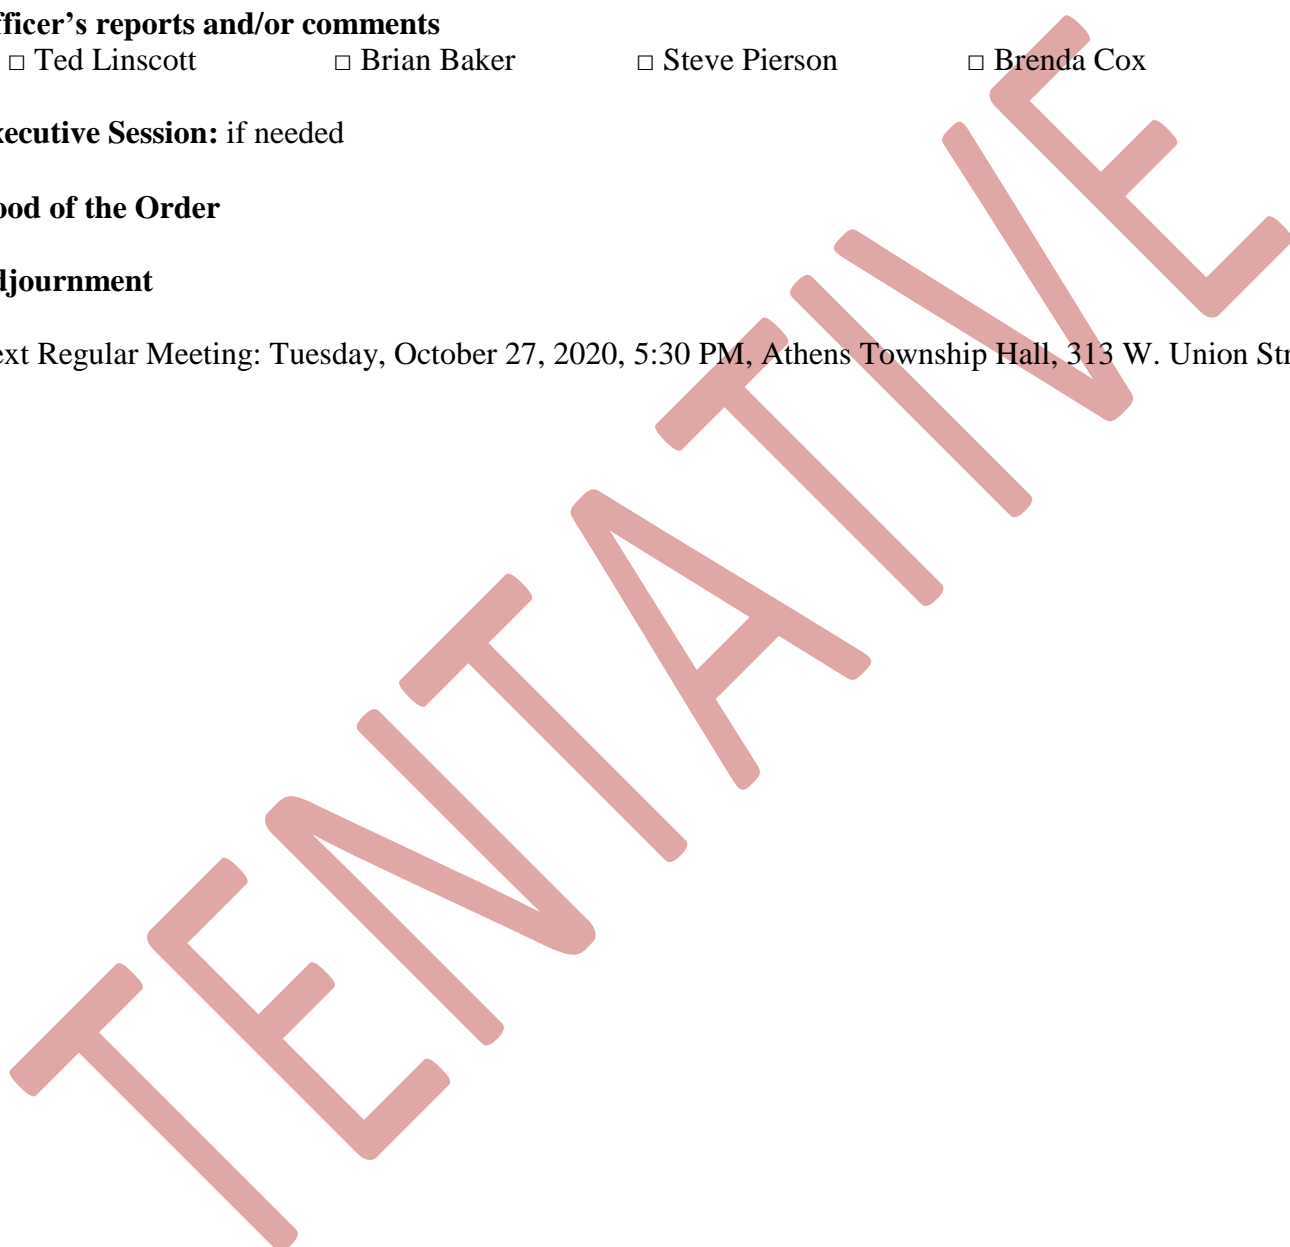 fficer’s reports and/or comments
□ Ted Linscott □ Brian Baker □ Steve Pierson □ Brenda Cox
xecutive Session: if needed
ood of the Order
djournment
ext Regular Meeting: Tuesday, October 27, 2020, 5:30 PM, Athens Township Hall, 313 W. Union Str
TENTATIVE